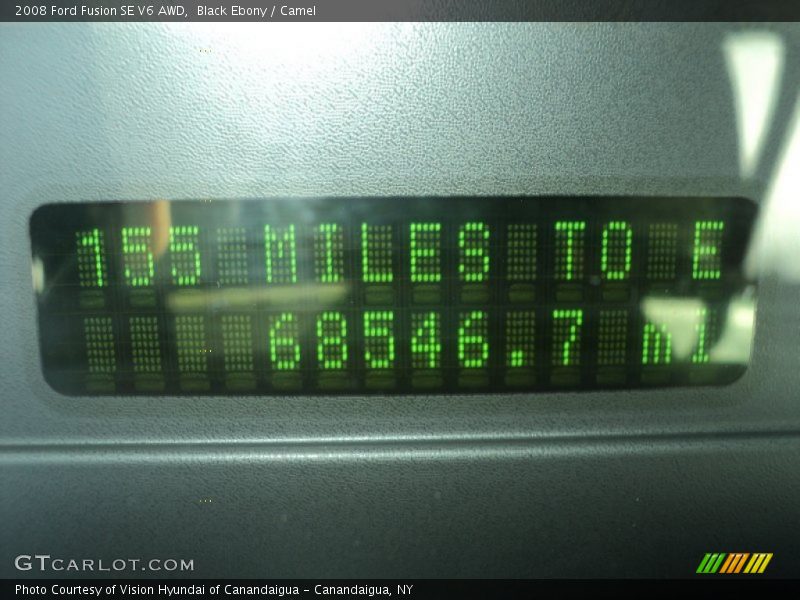 2008 Ford Fusion SE V6 AWD,  Black Ebony / Camel
155 MILES TO E
68546.7 mi
GTCARLOT.COM
Photo Courtesy of Vision Hyundai of Canandaigua - Canandaigua, NY